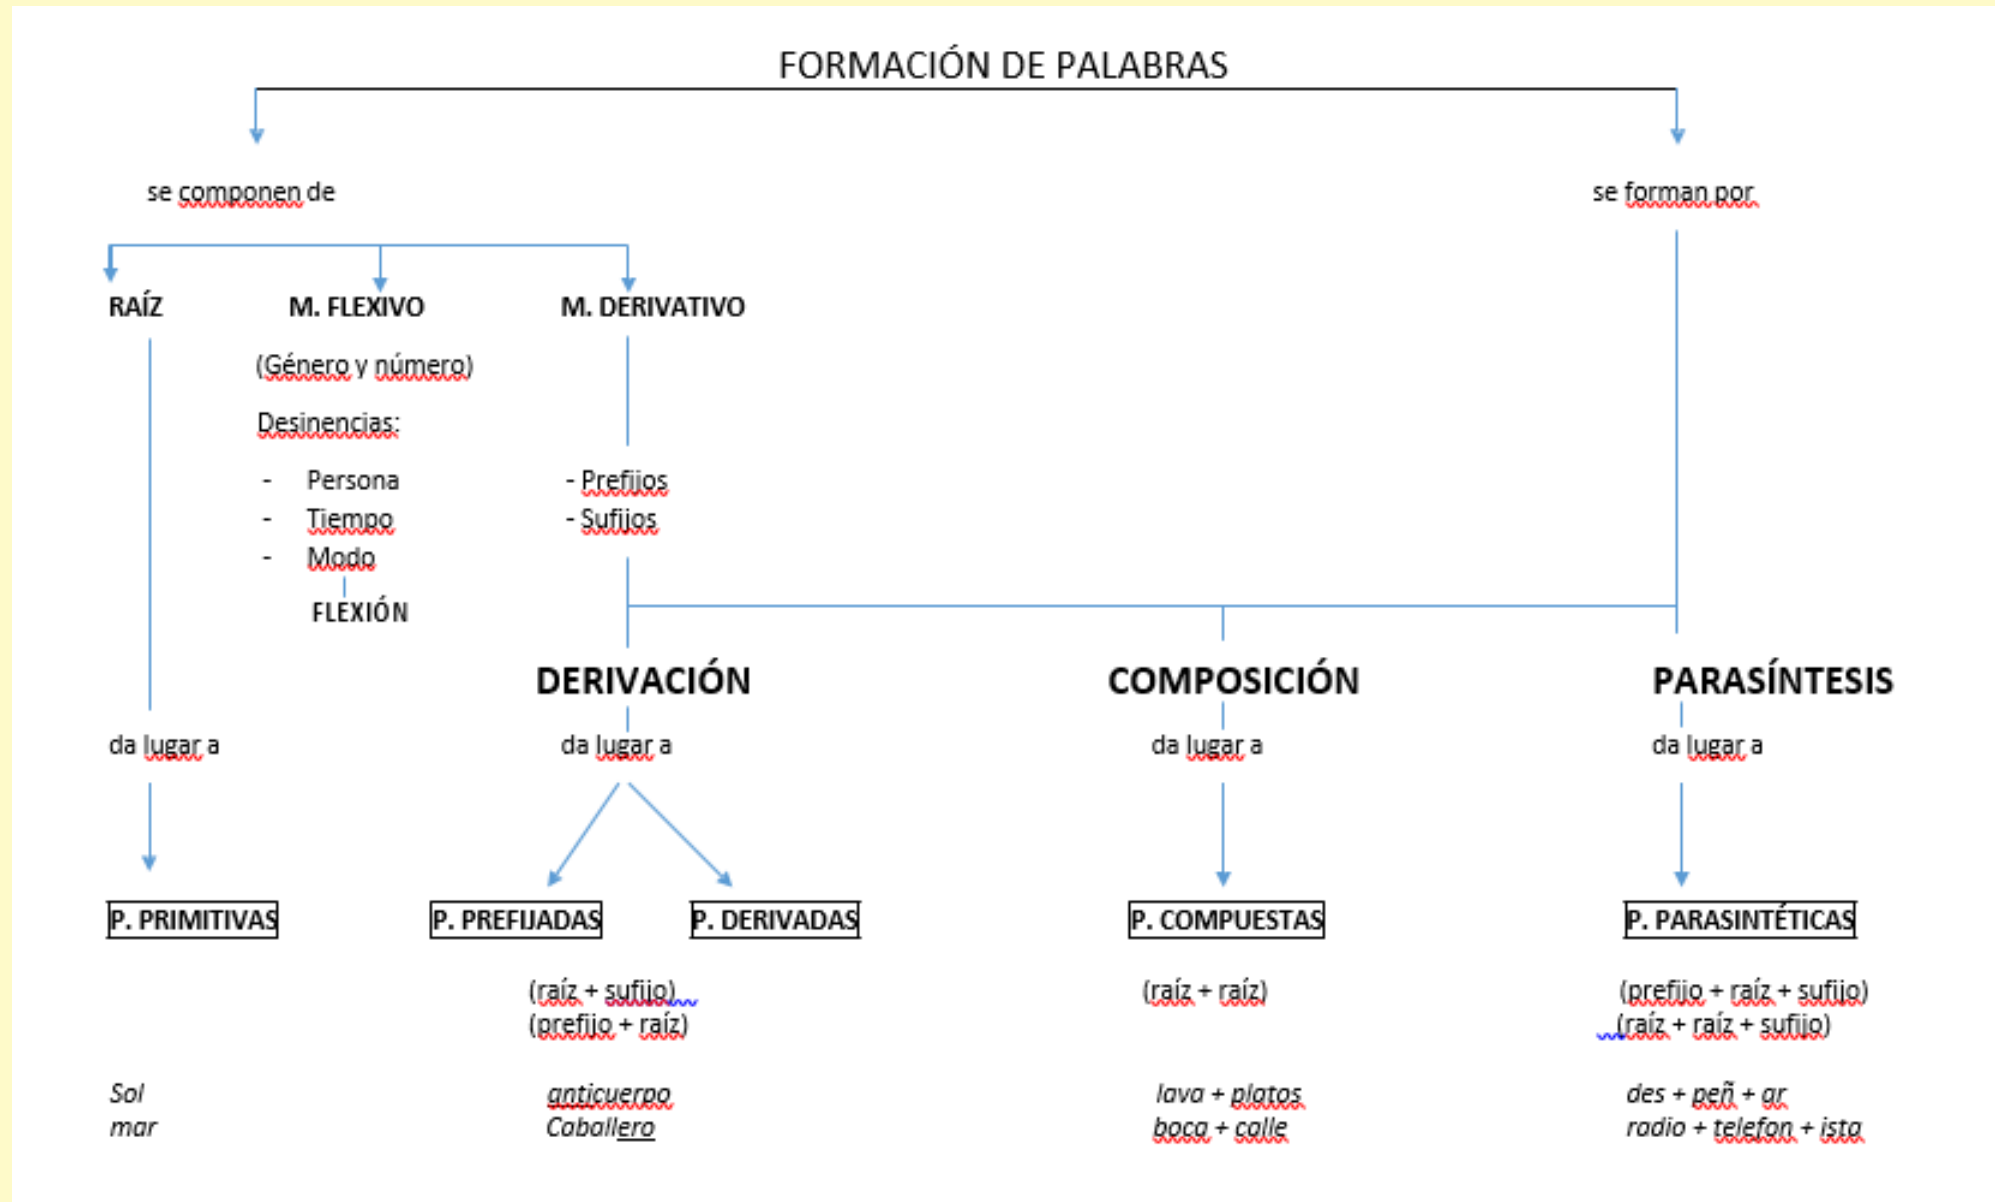 FORMACIÓN DE PALABRAS
se componen de
se forman por
RAÍZ
M. FLEXIVO
M. DERIVATIVO
(Género y número)
Desinencias:
- Persona
- Tiempo
- Modo
- Prefijos
- Sufijos
FLEXIÓN
DERIVACIÓN
COMPOSICIÓN
PARASÍNTESIS
da lugar a
da lugar a
da lugar a
da lugar a
P. PRIMITIVAS
P. PREFIJADAS
P. DERIVADAS
P. COMPUESTAS
P. PARASINTÉTICAS
(raíz + sufijo)
(prefijo + raíz)
(raíz + raíz)
(prefijo + raíz + sufijo)
(raíz + raíz + sufijo)
Sol
mar
anticuerpo
Caballero
lava + platos
boca + calle
des + peñ + ar
radio + telefon + ista